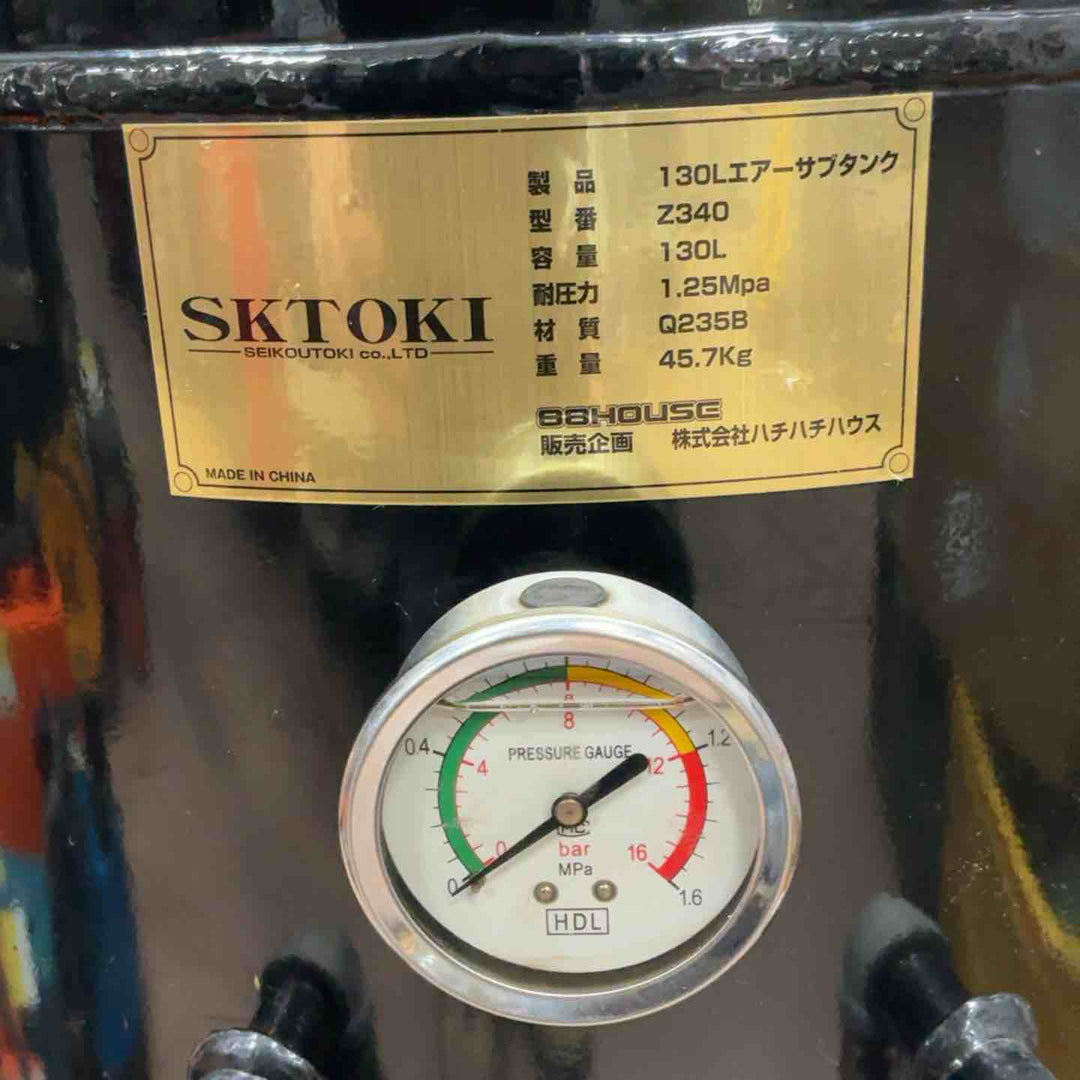 製品 130Lエアーサブタンク
型番 Z340
容量 130L
耐圧力 1.25Mpa
材質 Q235B
重量 45.7Kg
SKTOKI
SEIKOUTOKI co.,LTD
88HOUSE
販売企画 株式会社ハチハチハウス
MADE IN CHINA
8
PRESSURE GAUGE
0.4
1.2
4
12
0
bar
16
0
MPa
1.6
HDL